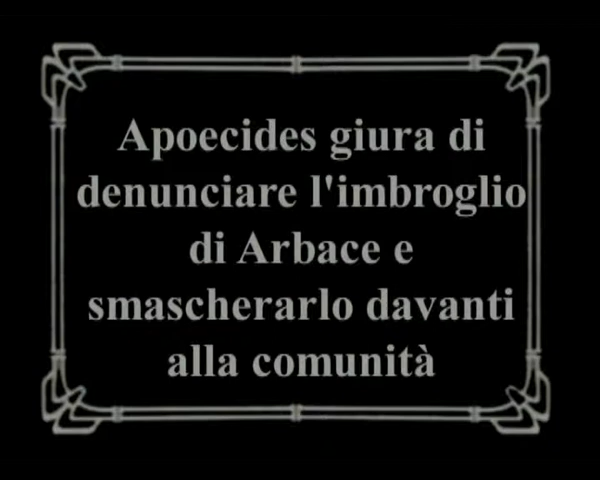 Apoecides giura di
denunciare l'imbroglio
di Arbace e
smascherarlo davanti
alla comunità